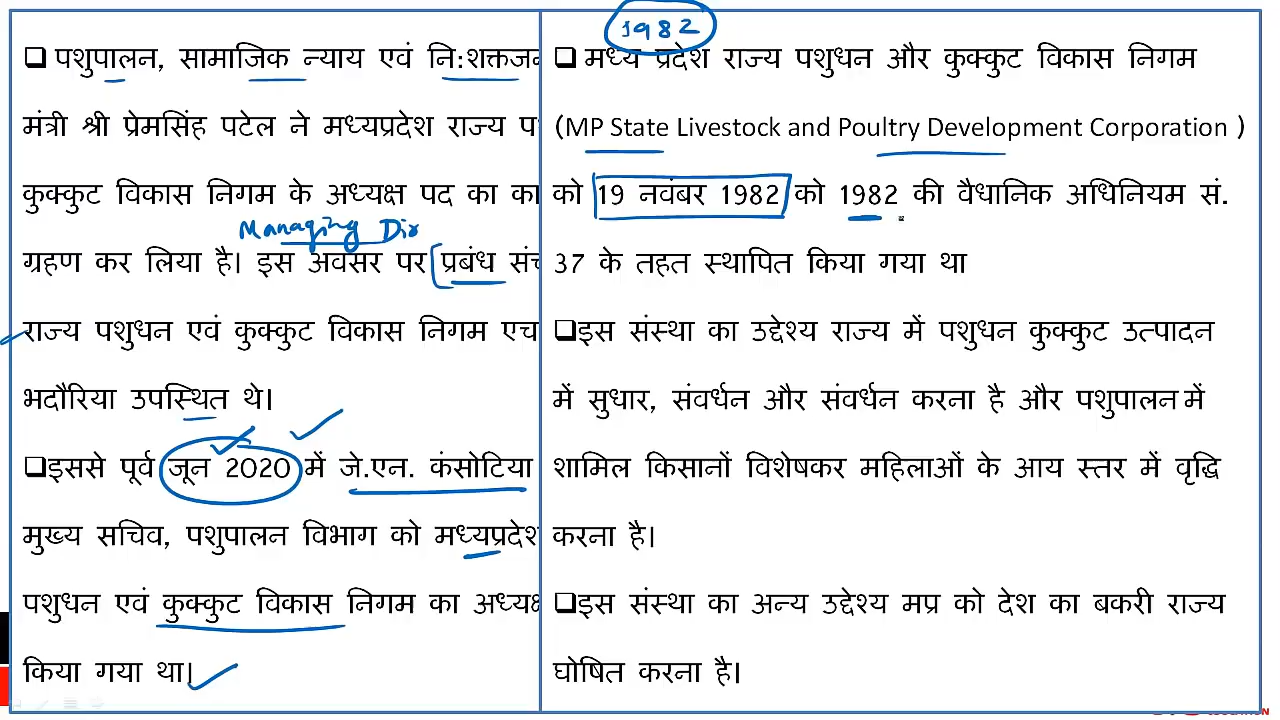 ❑ पशुपालन, सामाजिक न्याय एवं नि:शक्तजन
मंत्री श्री प्रेमसिंह पटेल ने मध्यप्रदेश राज्य
कुक्कुट विकास निगम के अध्यक्ष पद का
Managing Dir
ग्रहण कर लिया है। इस अवसर पर प्रबंध
राज्य पशुधन एवं कुक्कुट विकास निगम एच
भदौरिया उपस्थित थे।
❑इससे पूर्व जून 2020 में जे.एन. कंसोटिया
मुख्य सचिव, पशुपालन विभाग को मध्यप्रदेश
पशुधन एवं कुक्कुट विकास निगम का
किया गया था।
1982
❑ मध्य प्रदेश राज्य पशुधन और कुक्कुट विकास निगम
(MP State Livestock and Poultry Development Corporation )
को 19 नवंबर 1982 को 1982 की वैधानिक अधिनियम सं.
37 के तहत स्थापित किया गया था
❑इस संस्था का उद्देश्य राज्य में पशुधन कुक्कुट उत्पादन
में सुधार, संवर्धन और संवर्धन करना है और पशुपालन में
शामिल किसानों विशेषकर महिलाओं के आय स्तर में वृद्धि
करना है।
❑इस संस्था का अन्य उद्देश्य मप्र को देश का बकरी राज्य
घोषित करना है।